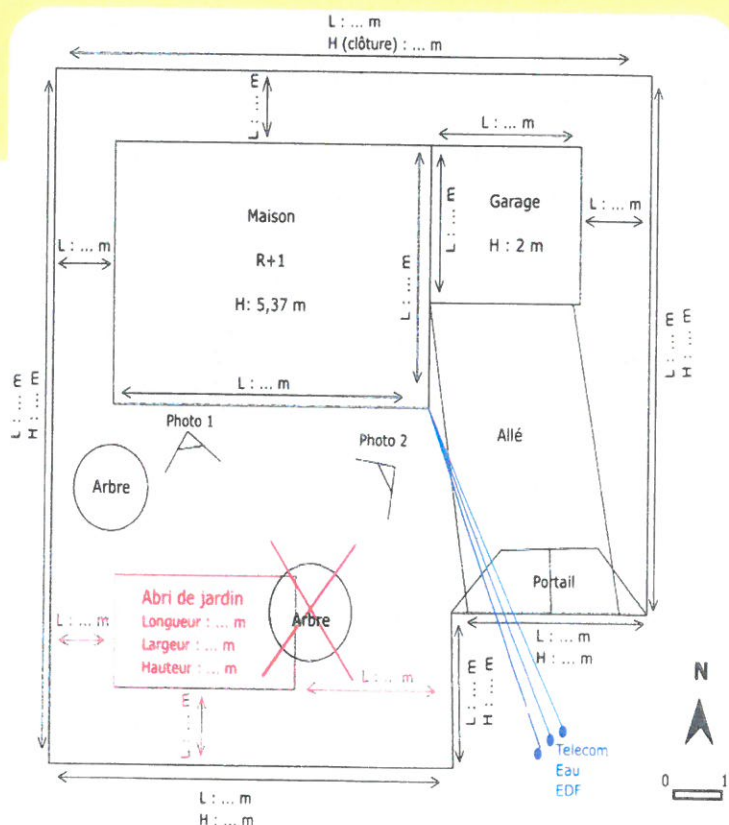 L : ... m
H (clôture) : ... m
L : ... m
L : ... m
L : ... m
Maison
R+1
H: 5,37 m
L : ... m
L : ... m
Garage
H : 2 m
L : ... m
L : ... m
L : ... m
L : ... m
H : ... m
L : ... m
H : ... m
Photo 1
Photo 2
Allé
Arbre
Portail
Abri de jardin
Longueur : ... m
Largeur : ... m
Hauteur : ... m
Arbre
L : ... m
L : ... m
L : ... m
L : ... m
H : ... m
L : ... m
H : ... m
Telecom
Eau
EDF
N
0 1
L : ... m
H : ... m